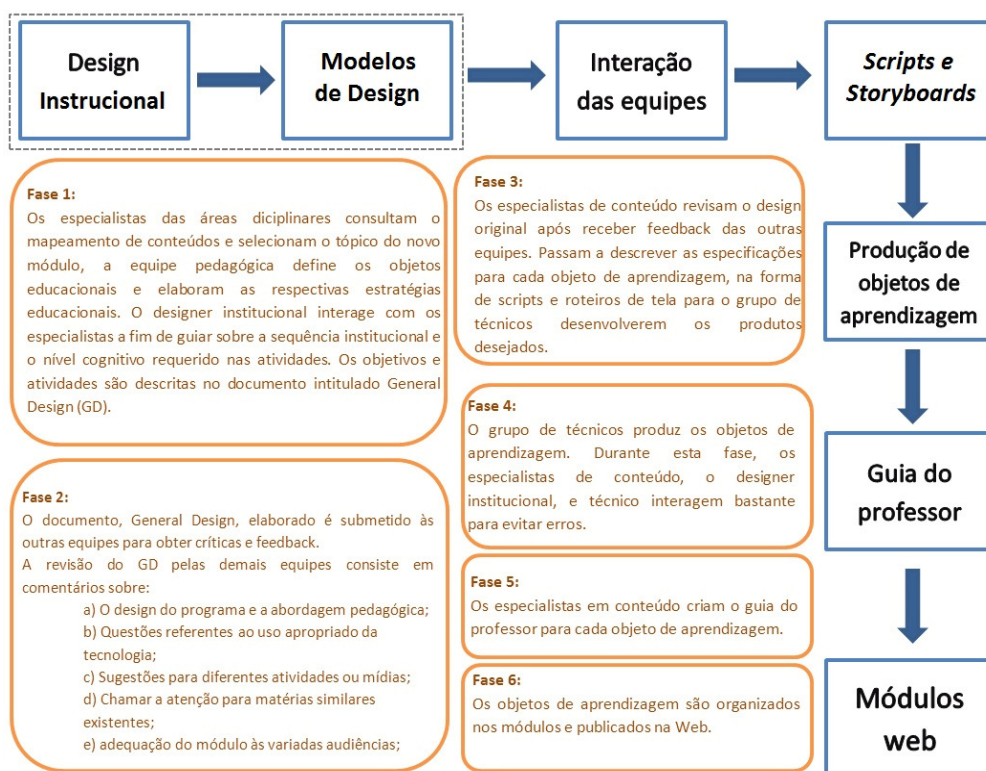 Design
Instrucional
Modelos
de Design
Interação
das equipes
Scripts e
Storyboards
Fase 1:
Os especialistas das áreas diciplinares consultam o
mapeamento de conteúdos e selecionam o tópico do novo
módulo, a equipe pedagógica define os objetos
educacionais e elaboram as respectivas estratégias
educacionais. O designer institucional interage com os
especialistas a fim de guiar sobre a sequência institucional e
o nível cognitivo requerido nas atividades. Os objetivos e
atividades são descritas no documento intitulado General
Design (GD).
Fase 2:
O documento, General Design, elaborado é submetido às
outras equipes para obter críticas e feedback.
A revisão do GD pelas demais equipes consiste em
comentários sobre:
a) O design do programa e a abordagem pedagógica;
b) Questões referentes ao uso apropriado da
tecnologia;
c) Sugestões para diferentes atividades ou mídias;
d) Chamar a atenção para matérias similares
existentes;
e) adequação do módulo às variadas audiências;
Fase 3:
Os especialistas de conteúdo revisam o design
original após receber feedback das outras
equipes. Passam a descrever as especificações
para cada objeto de aprendizagem, na forma
de scripts e roteiros de tela para o grupo de
técnicos desenvolverem os produtos
desejados.
Fase 4:
O grupo de técnicos produz os objetos de
aprendizagem. Durante esta fase, os
especialistas de conteúdo, o designer
institucional, e técnico interagem bastante
para evitar erros.
Fase 5:
Os especialistas em conteúdo criam o guia do
professor para cada objeto de aprendizagem.
Fase 6:
Os objetos de aprendizagem são organizados
nos módulos e publicados na Web.
Produção de
objetos de
aprendizagem
Guia do
professor
Módulos
web